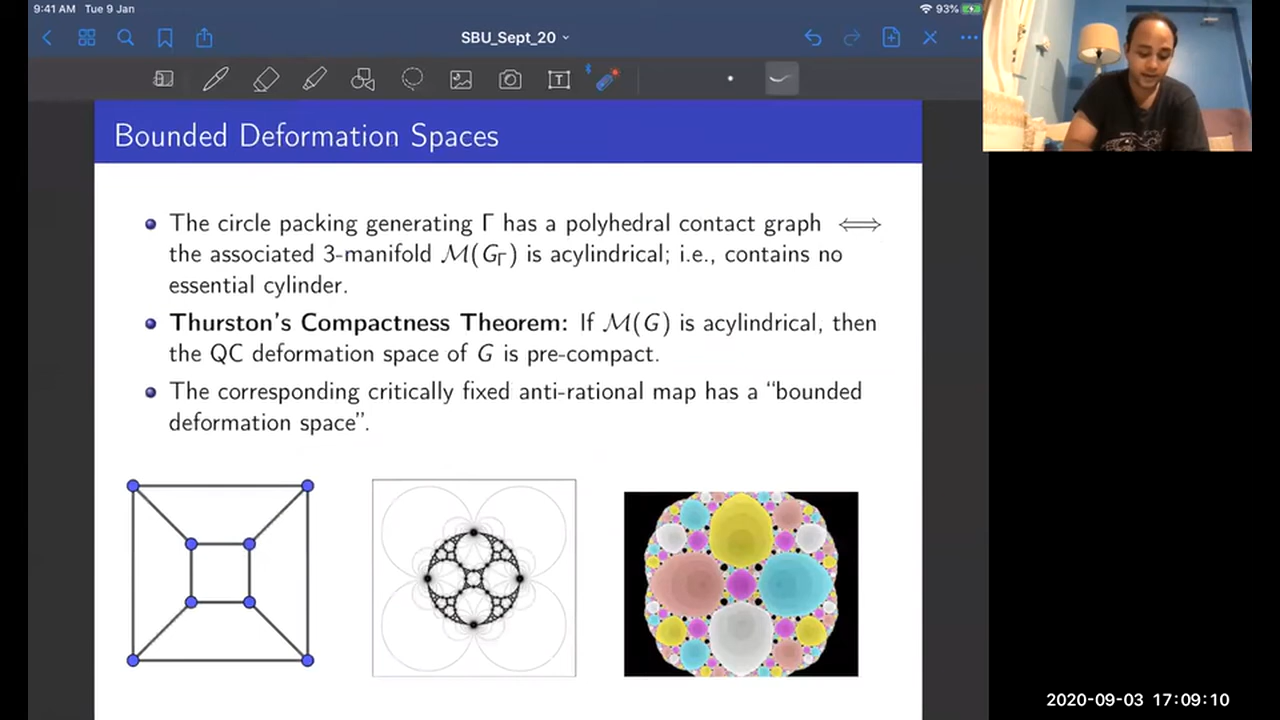 9:41 AM Tue 9 Jan
93%
SBU_Sept_20
T
Bounded Deformation Spaces
The circle packing generating Γ has a polyhedral contact graph ⟺
the associated 3-manifold ℳ(G_Γ) is acylindrical; i.e., contains no
essential cylinder.
Thurston's Compactness Theorem: If ℳ(G) is acylindrical, then
the QC deformation space of G is pre-compact.
The corresponding critically fixed anti-rational map has a “bounded
deformation space”.
2020-09-03 17:09:10